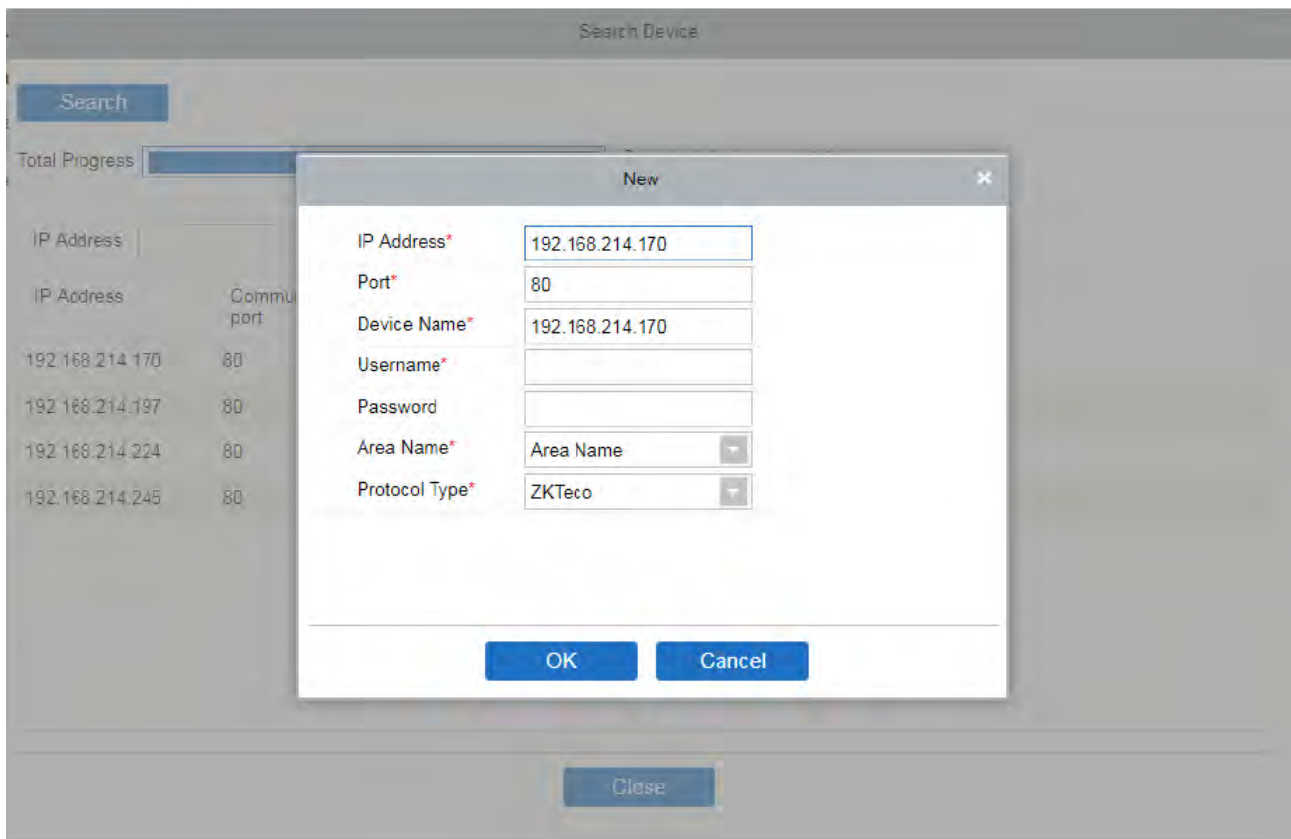 Search Device
Search
Total Progress
New
IP Address
IP Address* 192.168.214.170
Port* 80
Device Name* 192.168.214.170
Username*
Password
Area Name* Area Name
Protocol Type* ZKTeco
IP Address
port
192.168.214.170 80
192.168.214.197 80
192.168.214.224 80
192.168.214.245 80
OK Cancel
Close